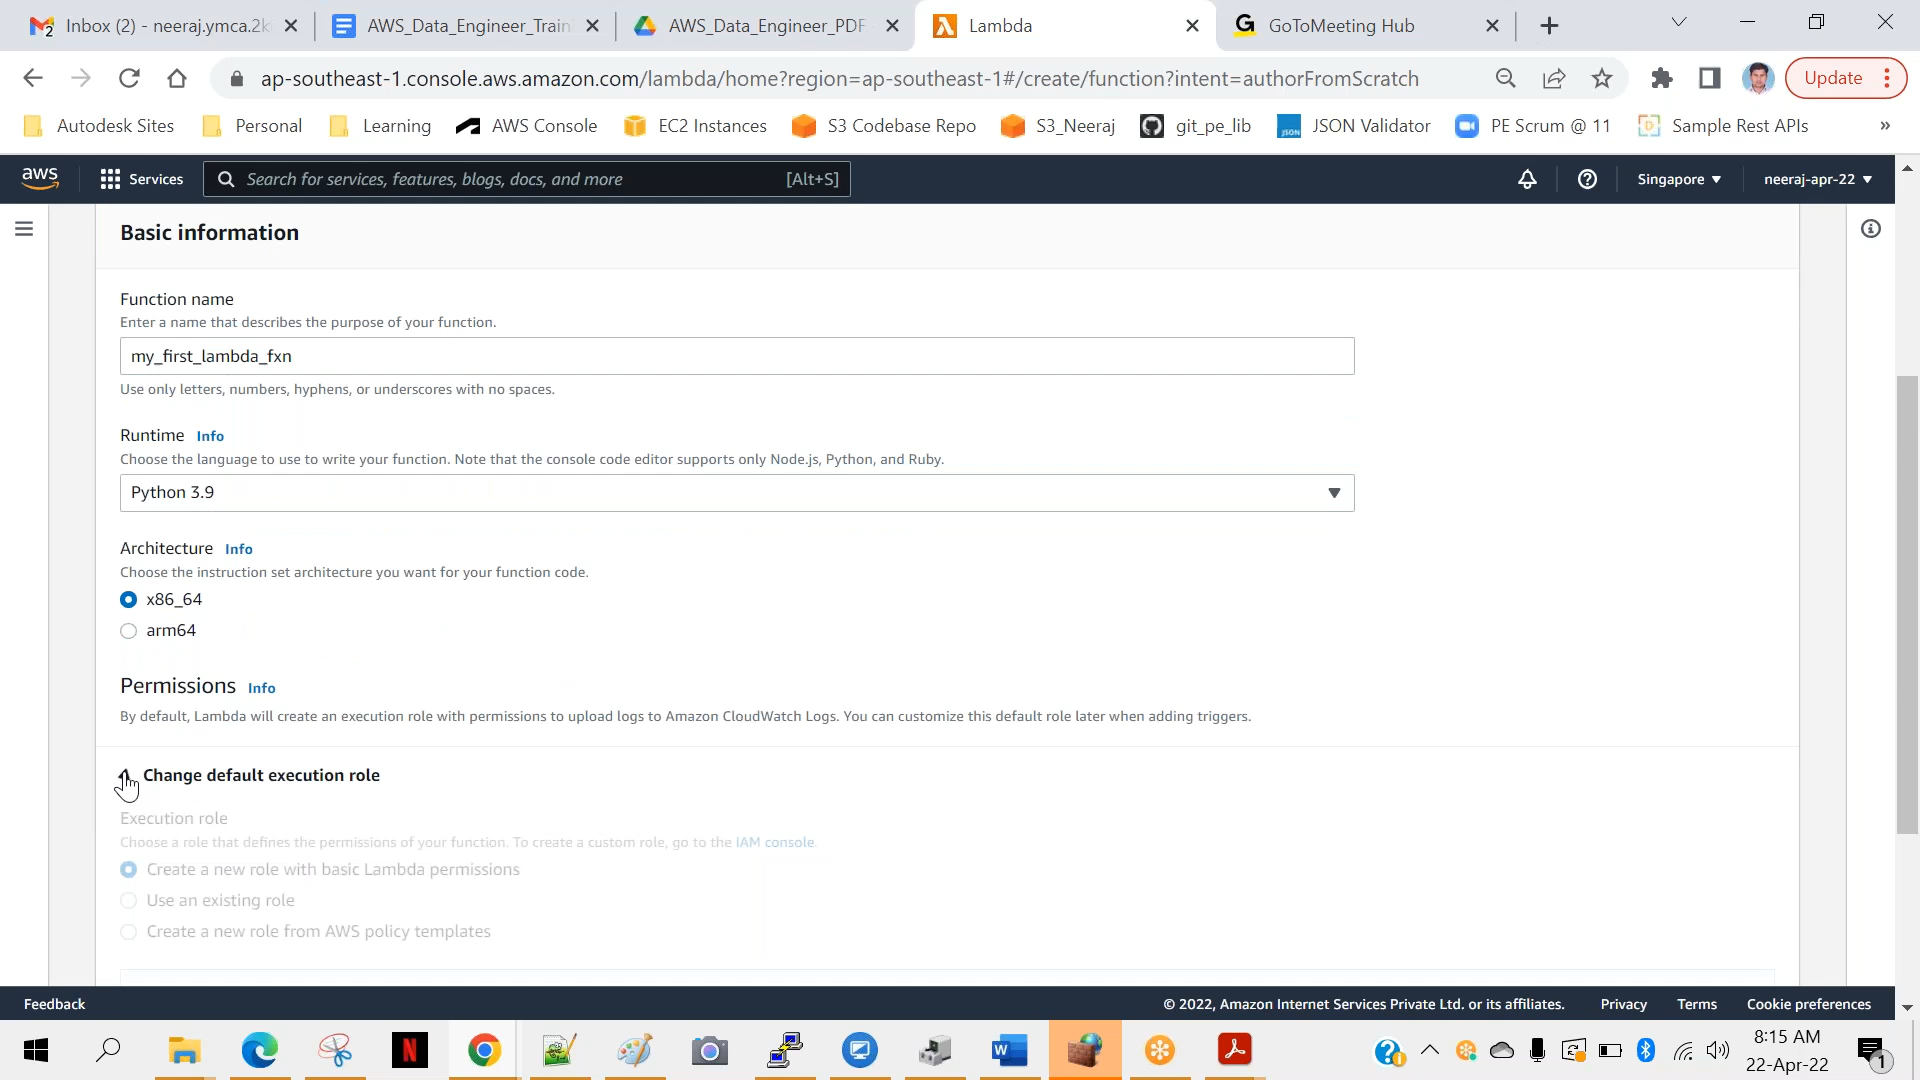 Inbox (2) - neeraj.ymca.2k
AWS_Data_Engineer_Train
AWS_Data_Engineer_PDF
Lambda
GoToMeeting Hub
ap-southeast-1.console.aws.amazon.com/lambda/home?region=ap-southeast-1#/create/function?intent=authorFromScratch
Update
Autodesk Sites
Personal
Learning
AWS Console
EC2 Instances
S3 Codebase Repo
S3_Neeraj
git_pe_lib
JSON Validator
PE Scrum @ 11
Sample Rest APIs
»
aws
Services
Search for services, features, blogs, docs, and more
[Alt+S]
Singapore
neeraj-apr-22
Basic information
Function name
Enter a name that describes the purpose of your function.
my_first_lambda_fxn
Use only letters, numbers, hyphens, or underscores with no spaces.
Runtime Info
Choose the language to use to write your function. Note that the console code editor supports only Node.js, Python, and Ruby.
Python 3.9
Architecture Info
Choose the instruction set architecture you want for your function code.
x86_64
arm64
Permissions Info
By default, Lambda will create an execution role with permissions to upload logs to Amazon CloudWatch Logs. You can customize this default role later when adding triggers.
Change default execution role
Execution role
Choose a role that defines the permissions of your function. To create a custom role, go to the IAM console.
Create a new role with basic Lambda permissions
Use an existing role
Create a new role from AWS policy templates
Feedback
© 2022, Amazon Internet Services Private Ltd. or its affiliates.
Privacy
Terms
Cookie preferences
8:15 AM
22-Apr-22
1